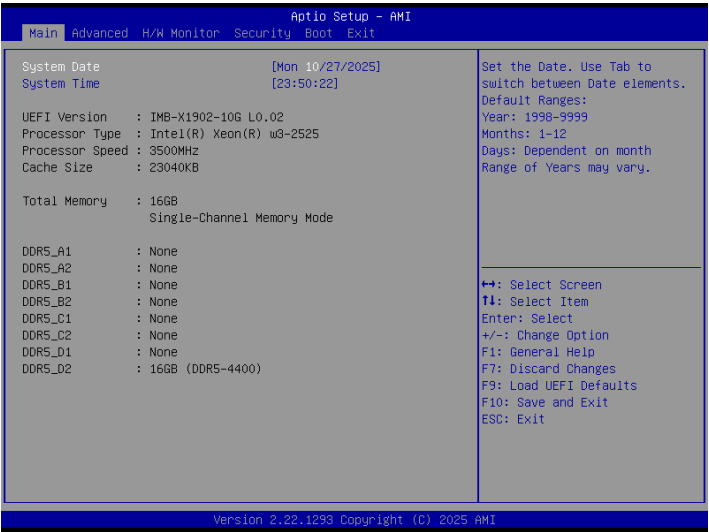 Aptio Setup - AMI
Main Advanced H/W Monitor Security Boot Exit
System Date [Mon 10/27/2025]
System Time [23:50:22]
UEFI Version : IMB-X1902-10G L0.02
Processor Type : Intel(R) Xeon(R) w3-2525
Processor Speed : 3500MHz
Cache Size : 23040KB
Total Memory : 16GB
Single-Channel Memory Mode
DDR5_A1 : None
DDR5_A2 : None
DDR5_B1 : None
DDR5_B2 : None
DDR5_C1 : None
DDR5_C2 : None
DDR5_D1 : None
DDR5_D2 : 16GB (DDR5-4400)
Set the Date. Use Tab to
switch between Date elements.
Default Ranges:
Year: 1998-9999
Months: 1-12
Days: Dependent on month
Range of Years may vary.
↔: Select Screen
↑↓: Select Item
Enter: Select
+/-: Change Option
F1: General Help
F7: Discard Changes
F9: Load UEFI Defaults
F10: Save and Exit
ESC: Exit
Version 2.22.1293 Copyright (C) 2025 AMI